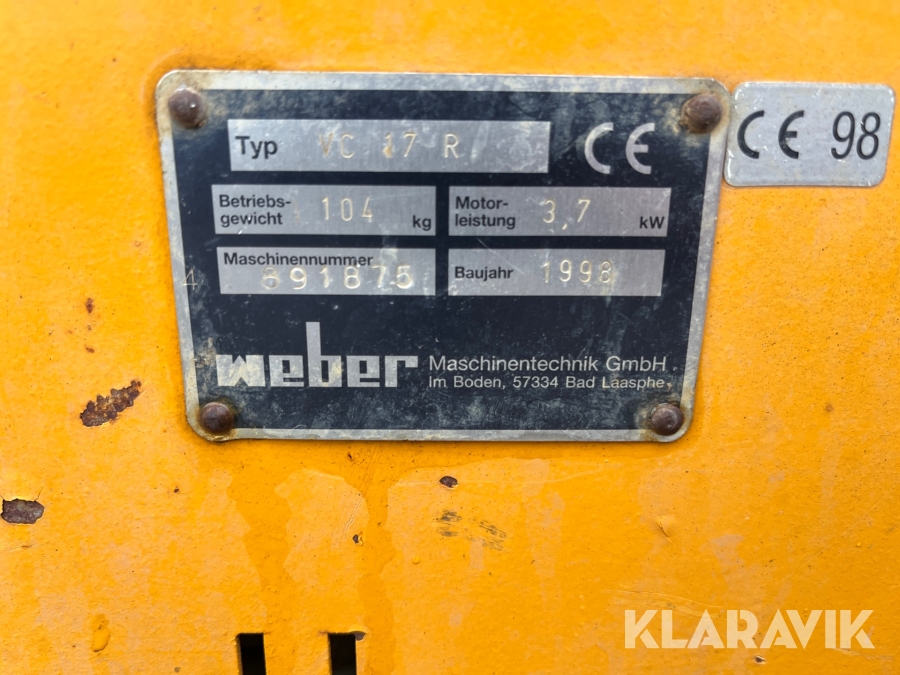 Typ VC 17 R CE
CE 98
Betriebs-
gewicht 104 kg
Motor-
leistung 3,7 kW
Maschinennummer
4 891875
Baujahr 1998
weber Maschinentechnik GmbH
Im Boden, 57334 Bad Laasphe
KLARAVIK